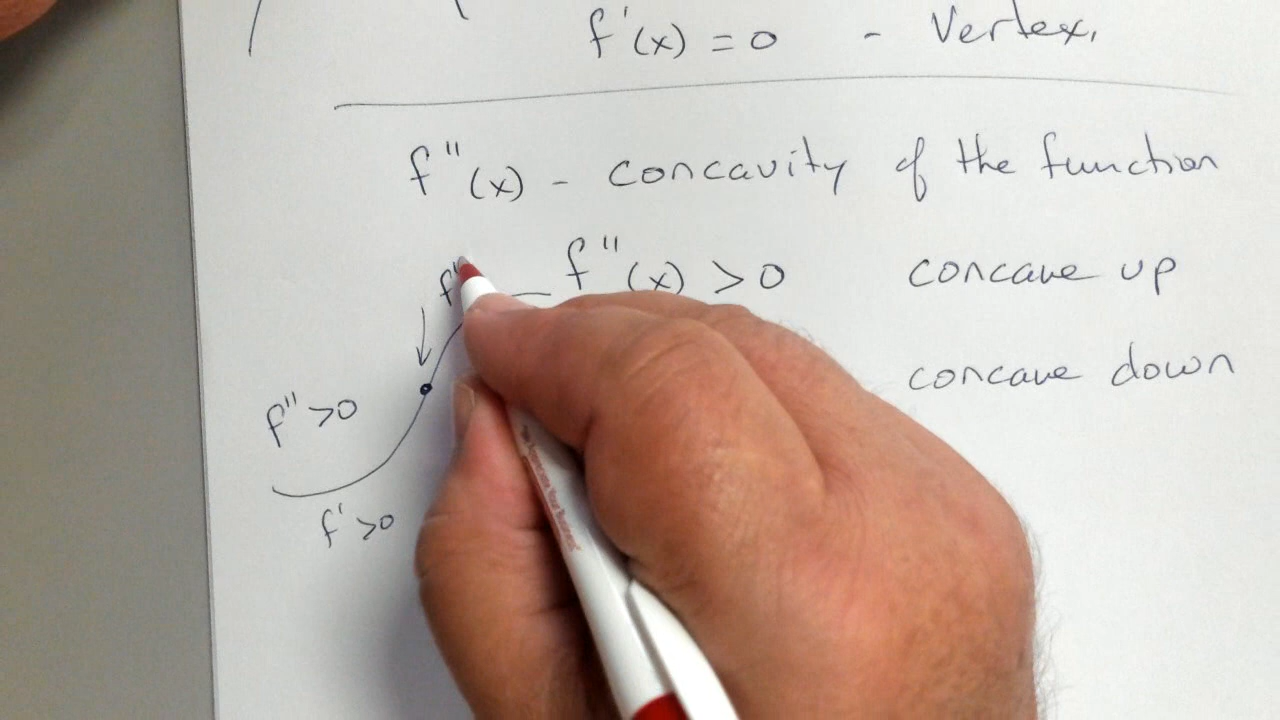 f'(x) = 0 - Vertex.
f"(x) - concavity of the function
f"(x) > 0 concave up
f"
concave down
f" > 0
f' > 0